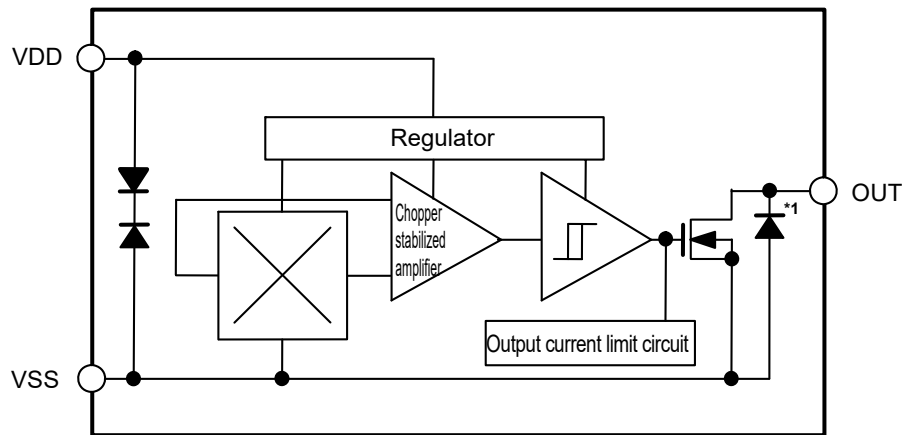 VDD
Regulator
Chopper
stabilized
amplifier
*1
OUT
Output current limit circuit
VSS